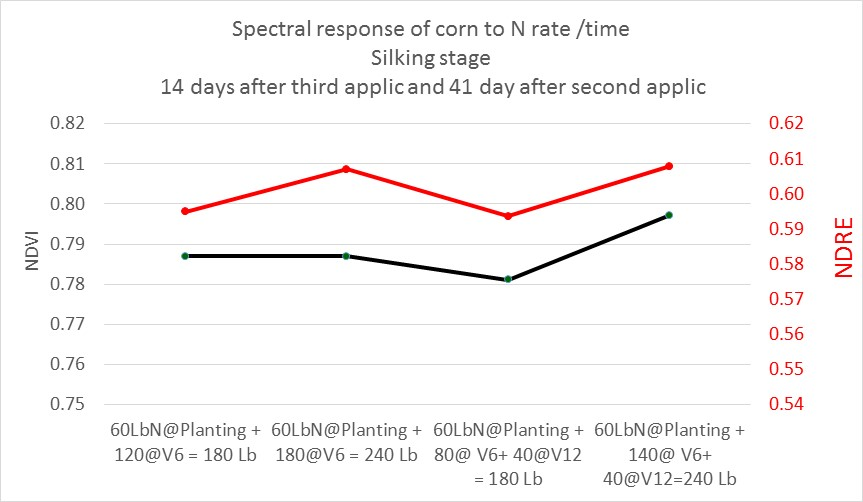 Spectral response of corn to N rate /time
Silking stage
14 days after third applic and 41 day after second applic
0.82
0.81
0.80
0.79
0.78
0.77
0.76
0.75
NDVI
0.62
0.61
0.60
0.59
0.58
0.57
0.56
0.55
0.54
NDRE
60LbN@Planting +
120@V6 = 180 Lb
60LbN@Planting +
180@V6 = 240 Lb
60LbN@Planting +
80@ V6+ 40@V12
= 180 Lb
60LbN@Planting +
140@ V6+
40@V12=240 Lb